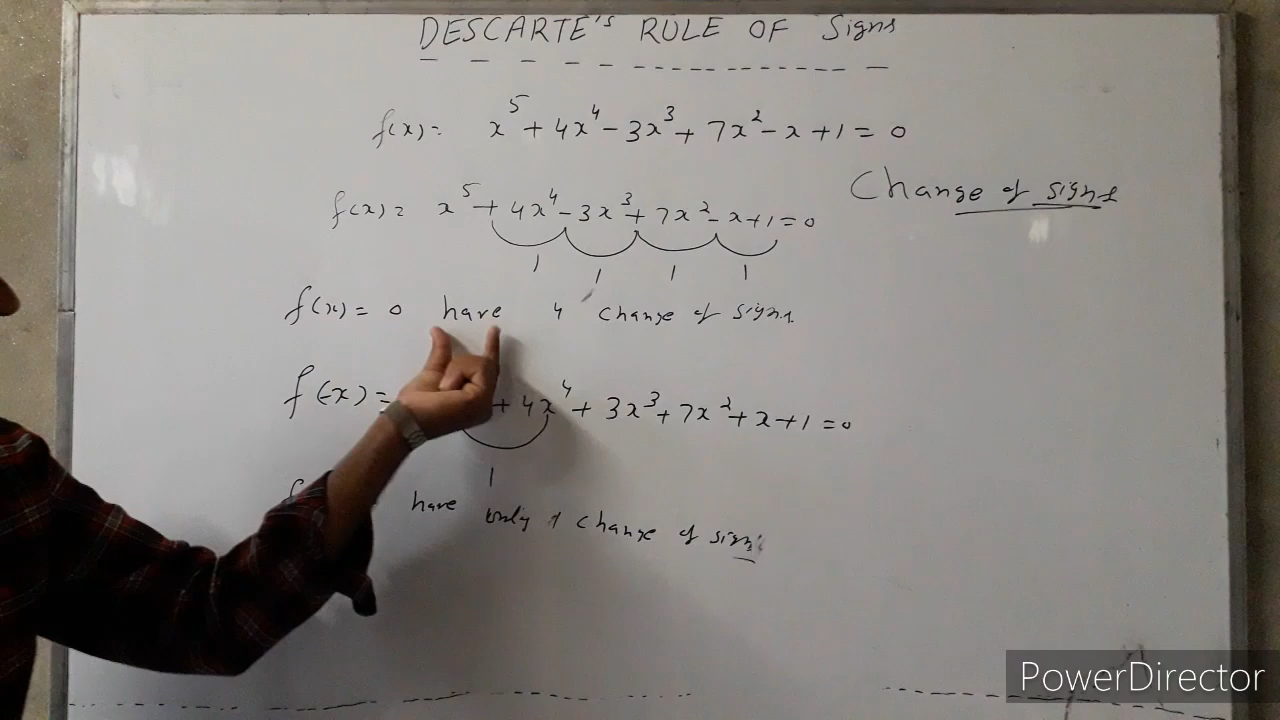 DESCARTE's RULE OF Signs
f(x) = x⁵ + 4x⁴ - 3x³ + 7x² - x + 1 = 0
Change of signs
f(x) = x⁵ + 4x⁴ - 3x³ + 7x² - x + 1 = 0
1 1 1 1
f(x) = 0 have 4 change of signs
f(-x) = + 4x⁴ + 3x³ + 7x² + x + 1 = 0
1
have only 1 change of sign
PowerDirector